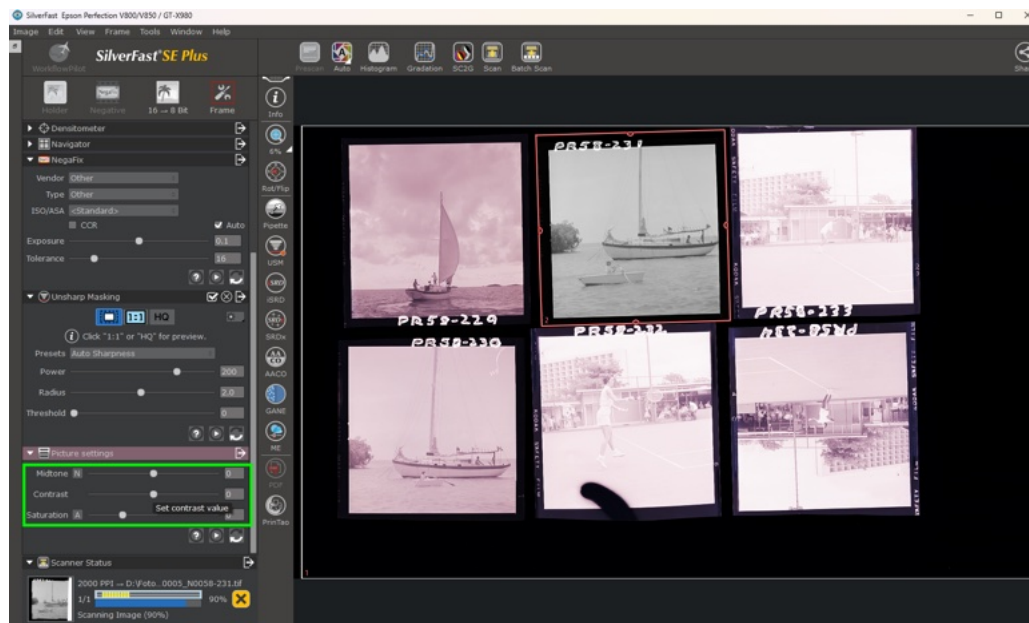 SilverFast Epson Perfection V800/V850 / GT-X980
Image Edit View Frame Tools Window Help
WorkflowPilot
SilverFast®SE Plus
Prescan Auto Histogram Gradation SC2G Scan Batch Scan
Shar
Holder Negative 16 → 8 Bit Frame
Densitometer
Navigator
NegaFix
Vendor Other
Type Other
ISO/ASA <Standard>
CCR Auto
Exposure 0.1
Tolerance 16
Unsharp Masking
1:1 HQ
Click "1:1" or "HQ" for preview.
Presets Auto Sharpness
Power 200
Radius 2.0
Threshold 0
Picture settings
Midtone N 0
Contrast 0
Set contrast value
Saturation A
Scanner Status
2000 PPI → D:\Foto...0005_N0058-231.tif
1/1 90%
Scanning Image (90%)
Info
6%
Rot/Flip
Pipette
USM
iSRD
SRDx
AACO
GANE
ME
PDF
PrinTao
PR58-231
2
PR58-229
PR58-233
PR58-230
PR58-232
PR58-234
1